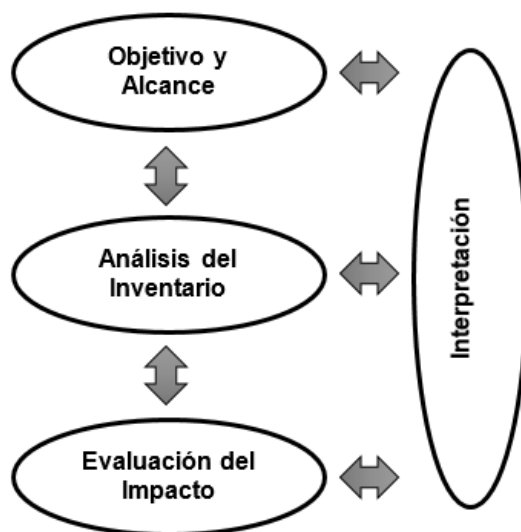 Objetivo y
Alcance
Análisis del
Inventario
Evaluación del
Impacto
Interpretación